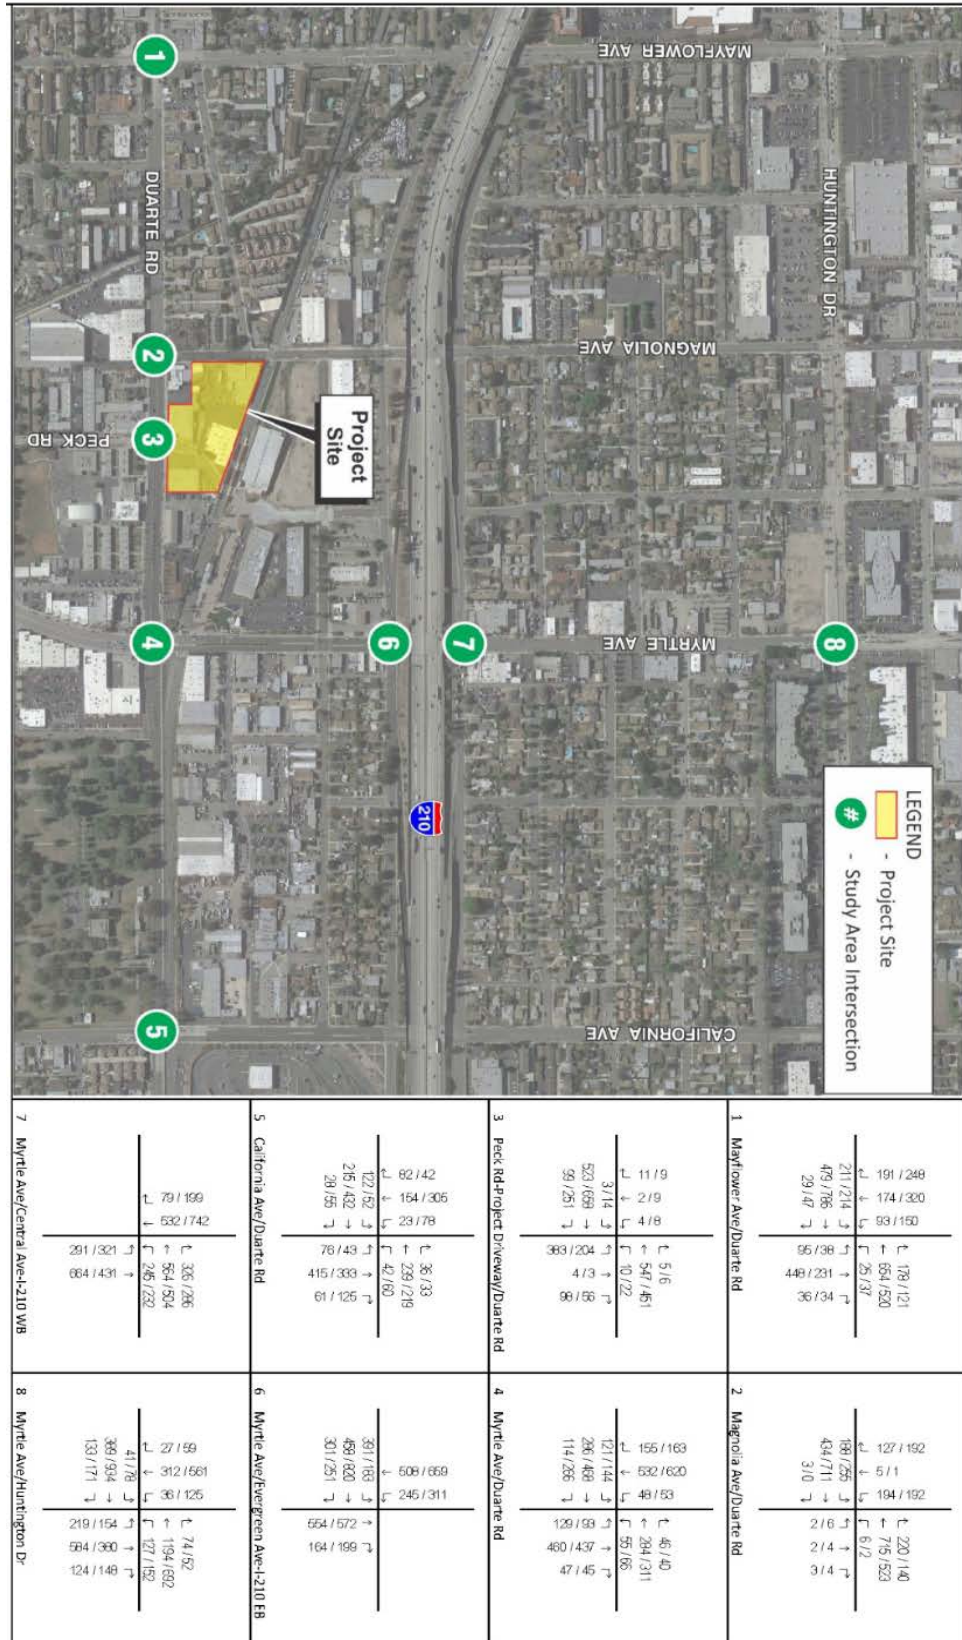 MAYFLOWER AVE
MAGNOLIA AVE
MYRTLE AVE
CALIFORNIA AVE
HUNTINGTON DR
DUARTE RD
PECK RD
Project
Site
210
1
2
3
4
5
6
7
8
LEGEND
- Project Site
# - Study Area Intersection
1 Mayflower Ave/Duarte Rd
191 / 248
174 / 320
93 / 150
179 / 121
654 / 520
25 / 37
211 / 214
479 / 786
29 / 47
95 / 38
448 / 231
36 / 34
2 Magnolia Ave/Duarte Rd
127 / 192
5 / 1
194 / 192
220 / 140
715 / 523
6 / 2
188 / 255
434 / 711
3 / 0
2 / 6
2 / 4
3 / 4
3 Peck Rd-Project Driveway/Duarte Rd
11 / 9
2 / 9
4 / 8
5 / 6
547 / 451
10 / 22
3 / 14
523 / 658
99 / 251
383 / 204
4 / 3
98 / 56
4 Myrtle Ave/Duarte Rd
155 / 163
532 / 620
48 / 53
46 / 40
284 / 311
55 / 66
121 / 144
296 / 468
114 / 266
129 / 93
460 / 437
47 / 45
5 California Ave/Duarte Rd
82 / 42
154 / 305
23 / 78
36 / 33
239 / 219
42 / 60
122 / 52
215 / 432
28 / 55
76 / 43
415 / 333
61 / 125
6 Myrtle Ave/Evergreen Ave-I-210 EB
508 / 659
245 / 311
391 / 183
458 / 820
301 / 251
554 / 572
164 / 199
7 Myrtle Ave/Central Ave-I-210 WB
79 / 199
532 / 742
564 / 504
245 / 232
291 / 321
664 / 431
8 Myrtle Ave/Huntington Dr
27 / 59
312 / 561
36 / 125
74 / 52
1194 / 692
127 / 152
41 / 78
389 / 934
133 / 171
219 / 154
584 / 380
124 / 148